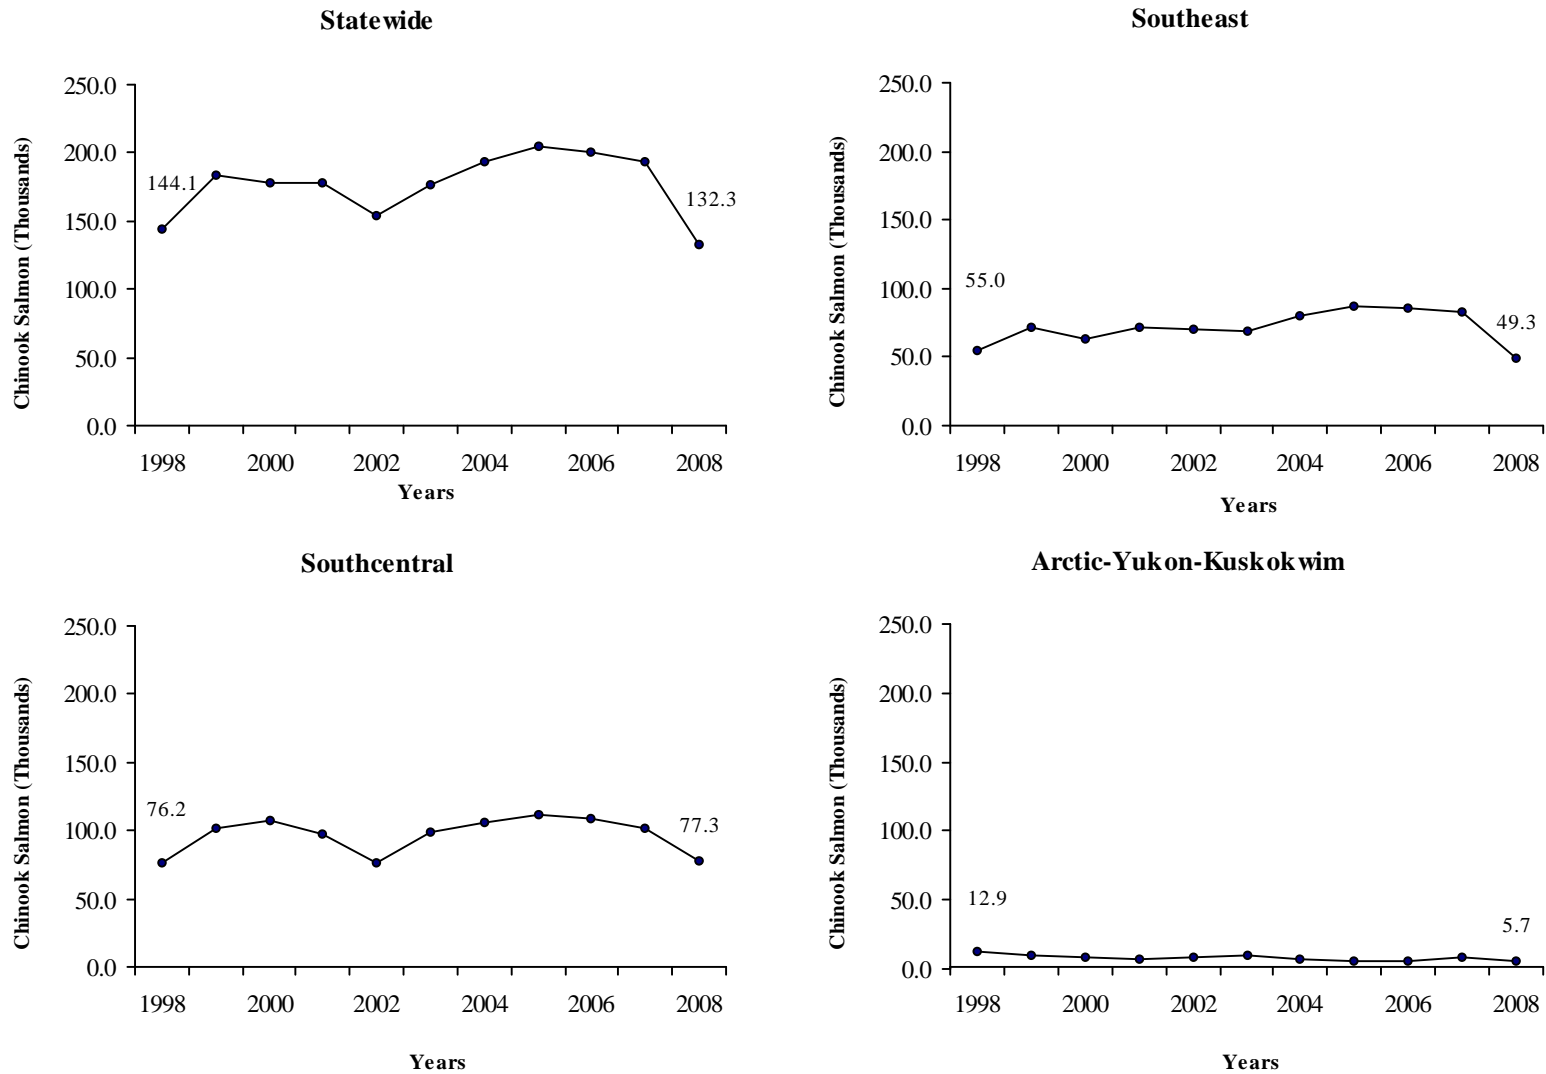 Statewide
Chinook Salmon (Thousands)
250.0
200.0
150.0
100.0
50.0
0.0
144.1
132.3
1998 2000 2002 2004 2006 2008
Years
Southeast
Chinook Salmon (Thousands)
250.0
200.0
150.0
100.0
50.0
0.0
55.0
49.3
1998 2000 2002 2004 2006 2008
Years
Southcentral
Chinook Salmon (Thousands)
250.0
200.0
150.0
100.0
50.0
0.0
76.2
77.3
1998 2000 2002 2004 2006 2008
Years
Arctic-Yukon-Kuskokwim
Chinook Salmon (Thousands)
250.0
200.0
150.0
100.0
50.0
0.0
12.9
5.7
1998 2000 2002 2004 2006 2008
Years